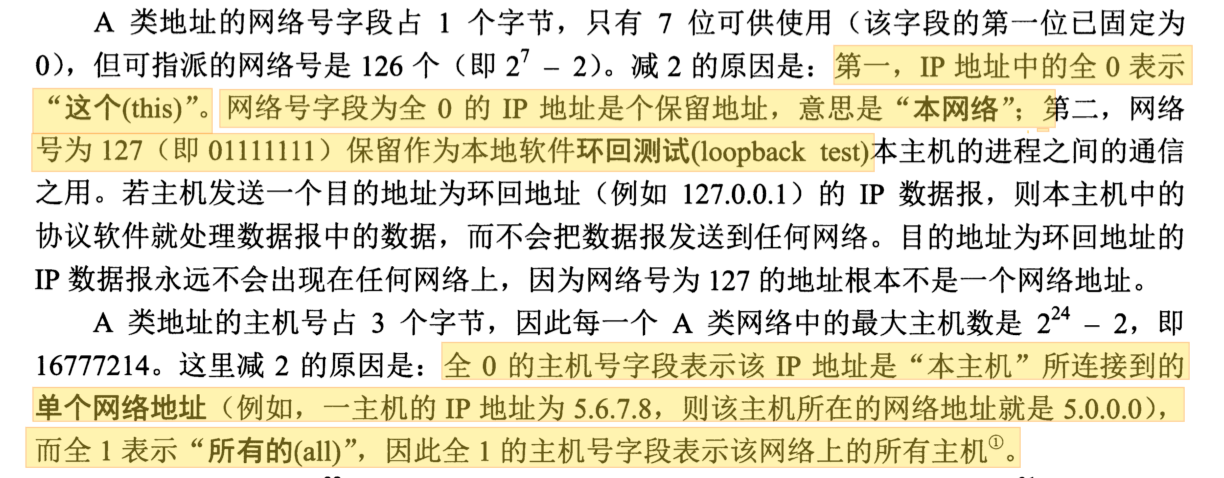 A 类地址的网络号字段占 1 个字节，只有 7 位可供使用（该字段的第一位已固定为
0），但可指派的网络号是 126 个（即 2⁷ – 2）。减 2 的原因是：第一，IP 地址中的全 0 表示
“这个(this)”。网络号字段为全 0 的 IP 地址是个保留地址，意思是“本网络”；第二，网络
号为 127（即 01111111）保留作为本地软件环回测试(loopback test)本主机的进程之间的通信
之用。若主机发送一个目的地址为环回地址（例如 127.0.0.1）的 IP 数据报，则本主机中的
协议软件就处理数据报中的数据，而不会把数据报发送到任何网络。目的地址为环回地址的
IP 数据报永远不会出现在任何网络上，因为网络号为 127 的地址根本不是一个网络地址。
A 类地址的主机号占 3 个字节，因此每一个 A 类网络中的最大主机数是 2²⁴ – 2，即
16777214。这里减 2 的原因是：全 0 的主机号字段表示该 IP 地址是“本主机”所连接到的
单个网络地址（例如，一主机的 IP 地址为 5.6.7.8，则该主机所在的网络地址就是 5.0.0.0），
而全 1 表示“所有的(all)”，因此全 1 的主机号字段表示该网络上的所有主机①。